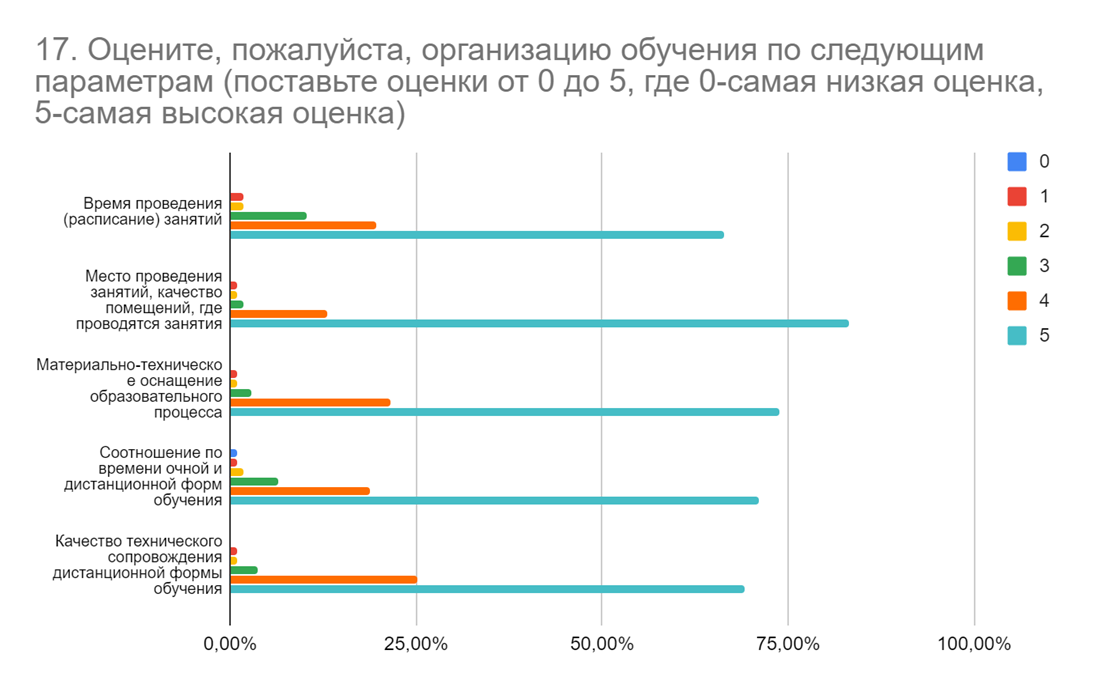 17. Оцените, пожалуйста, организацию обучения по следующим
параметрам (поставьте оценки от 0 до 5, где 0-самая низкая оценка,
5-самая высокая оценка)
0
1
2
3
4
5
Время проведения
(расписание) занятий
Место проведения
занятий, качество
помещений, где
проводятся занятия
Материально-техническо
е оснащение
образовательного
процесса
Соотношение по
времени очной и
дистанционной форм
обучения
Качество технического
сопровождения
дистанционной формы
обучения
0,00% 25,00% 50,00% 75,00% 100,00%